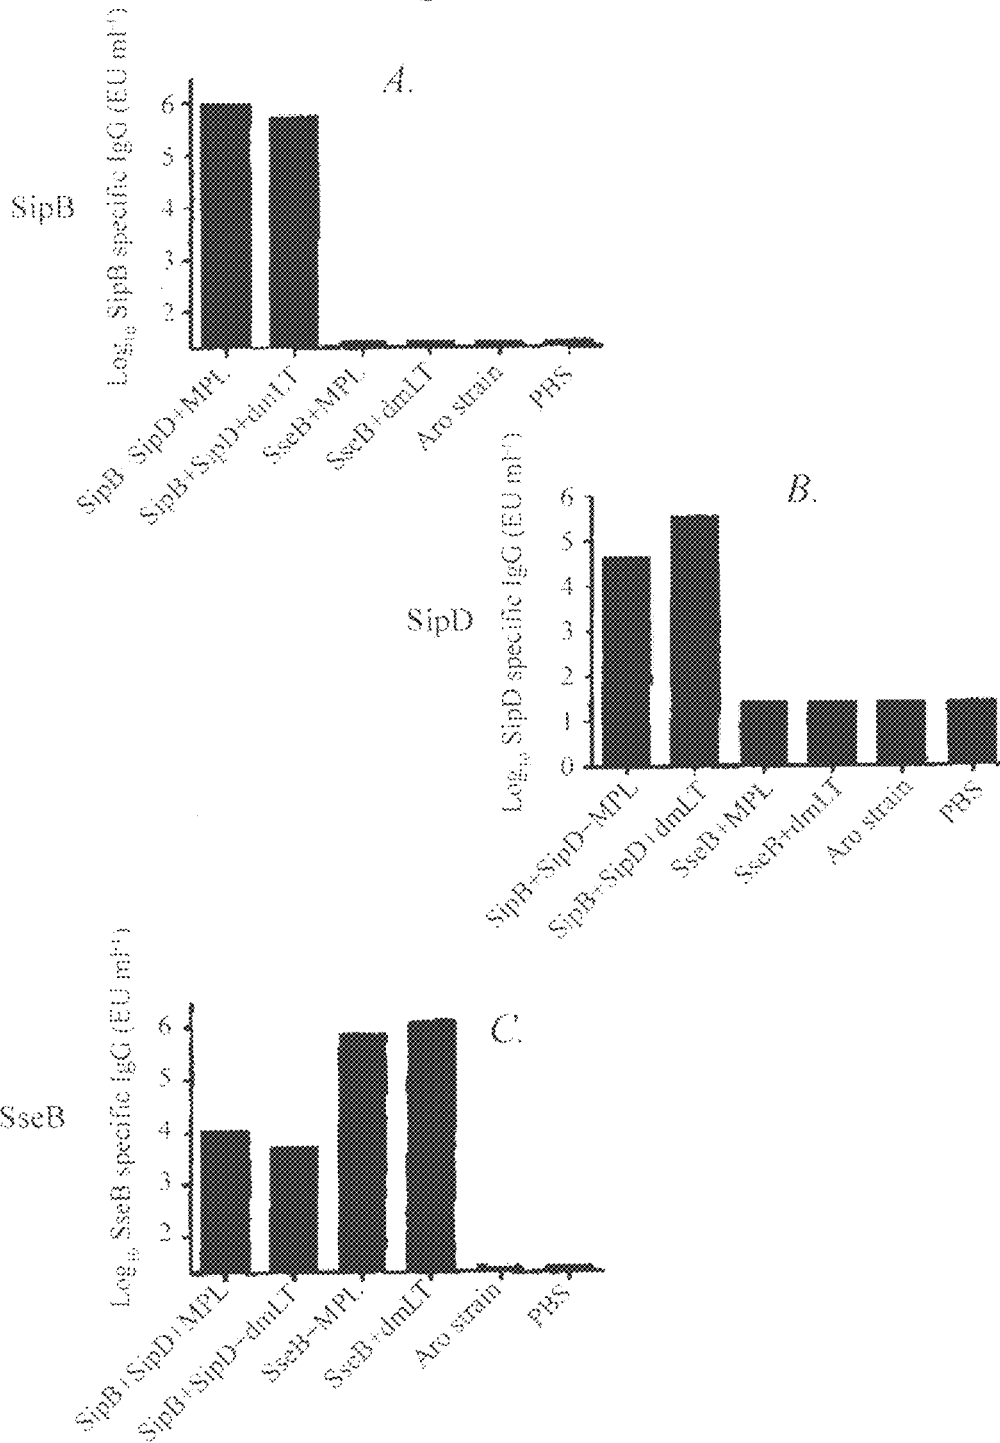 A.
SipB
Log₁₀ SipB specific IgG (EU ml⁻¹)
6
5
4
3
2
SipB SipD+MPL
SipB+SipD+dmLT
SseB+MPL
SseB+dmLT
Aro strain
PBS
B.
SipD
Log₁₀ SipD specific IgG (EU ml⁻¹)
6
5
4
3
2
1
0
SipB+SipD-MPL
SipB+SipD+dmLT
SseB+MPL
SseB+dmLT
Aro strain
PBS
C.
SseB
Log₁₀ SseB specific IgG (EU ml⁻¹)
6
5
4
3
2
SipB+SipD+MPL
SipB+SipD-dmLT
SseB-MPL
SseB+dmLT
Aro strain
PBS